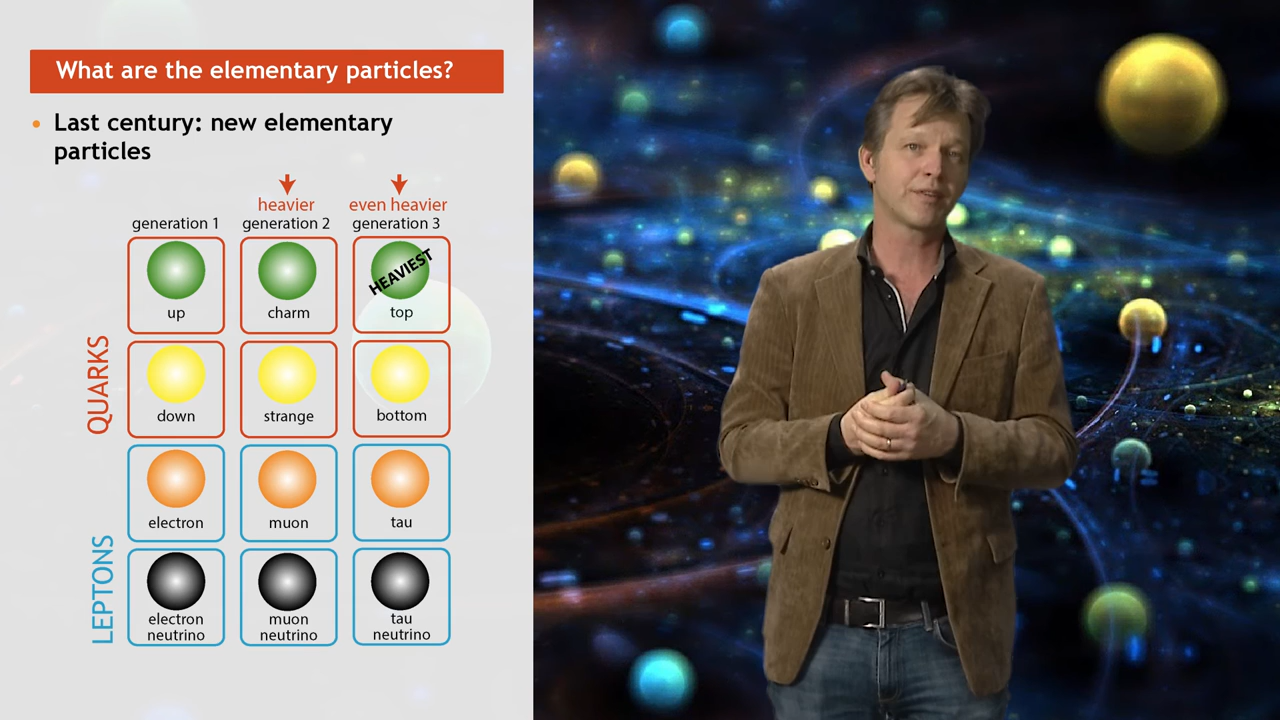 What are the elementary particles?
• Last century: new elementary
particles
heavier
even heavier
generation 1
generation 2
generation 3
HEAVIEST
up
charm
top
QUARKS
down
strange
bottom
electron
muon
tau
LEPTONS
electron
neutrino
muon
neutrino
tau
neutrino